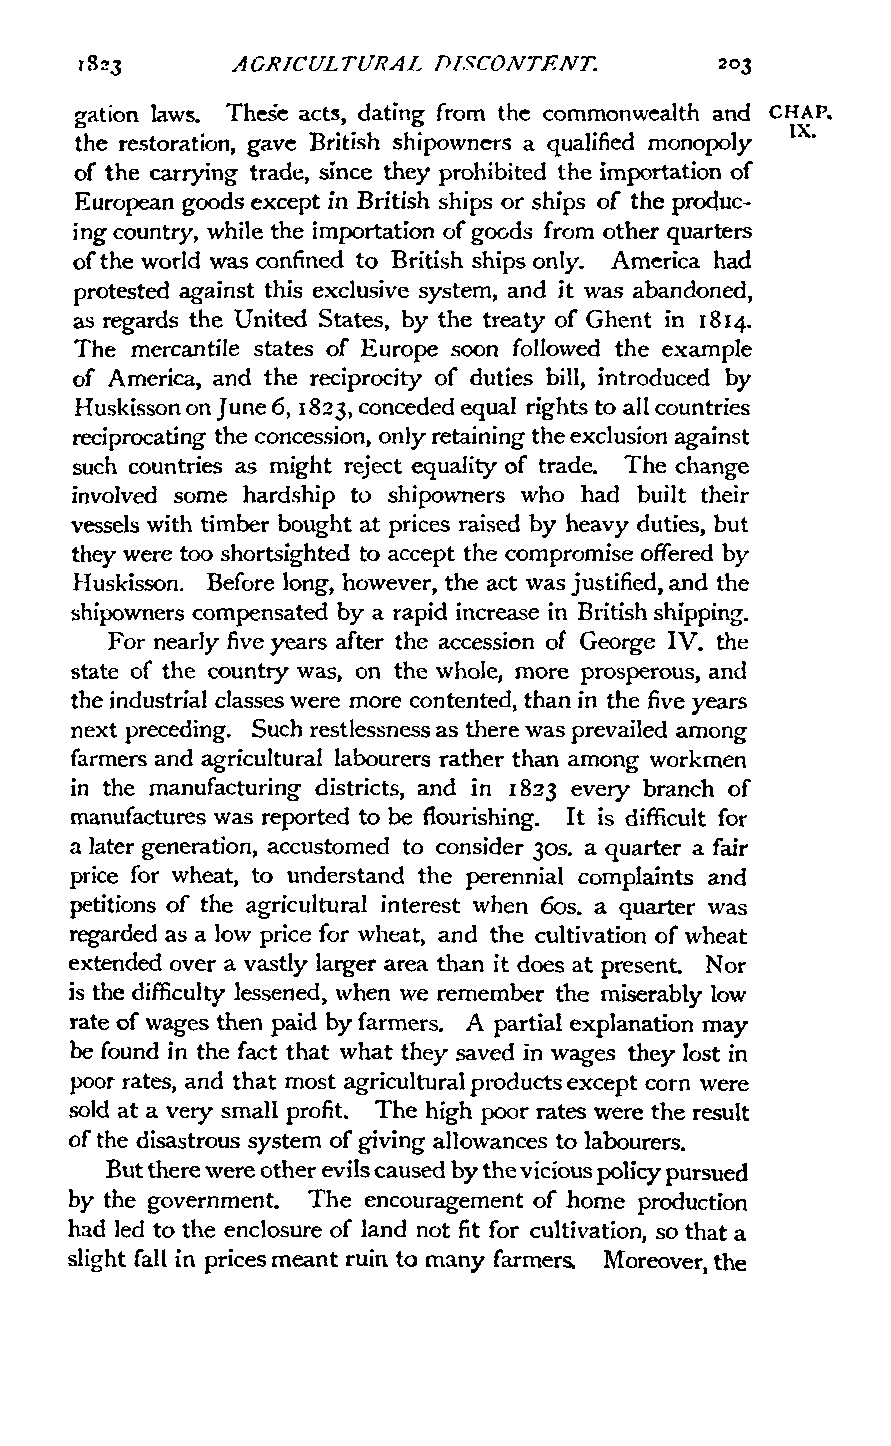 1823 AGRICULTURAL DISCONTENT. 203
CHAP. IX.
gation laws. These acts, dating from the commonwealth and
the restoration, gave British shipowners a qualified monopoly
of the carrying trade, since they prohibited the importation of
European goods except in British ships or ships of the produc-
ing country, while the importation of goods from other quarters
of the world was confined to British ships only. America had
protested against this exclusive system, and it was abandoned,
as regards the United States, by the treaty of Ghent in 1814.
The mercantile states of Europe soon followed the example
of America, and the reciprocity of duties bill, introduced by
Huskisson on June 6, 1823, conceded equal rights to all countries
reciprocating the concession, only retaining the exclusion against
such countries as might reject equality of trade. The change
involved some hardship to shipowners who had built their
vessels with timber bought at prices raised by heavy duties, but
they were too shortsighted to accept the compromise offered by
Huskisson. Before long, however, the act was justified, and the
shipowners compensated by a rapid increase in British shipping.
For nearly five years after the accession of George IV. the
state of the country was, on the whole, more prosperous, and
the industrial classes were more contented, than in the five years
next preceding. Such restlessness as there was prevailed among
farmers and agricultural labourers rather than among workmen
in the manufacturing districts, and in 1823 every branch of
manufactures was reported to be flourishing. It is difficult for
a later generation, accustomed to consider 30s. a quarter a fair
price for wheat, to understand the perennial complaints and
petitions of the agricultural interest when 60s. a quarter was
regarded as a low price for wheat, and the cultivation of wheat
extended over a vastly larger area than it does at present. Nor
is the difficulty lessened, when we remember the miserably low
rate of wages then paid by farmers. A partial explanation may
be found in the fact that what they saved in wages they lost in
poor rates, and that most agricultural products except corn were
sold at a very small profit. The high poor rates were the result
of the disastrous system of giving allowances to labourers.
But there were other evils caused by the vicious policy pursued
by the government. The encouragement of home production
had led to the enclosure of land not fit for cultivation, so that a
slight fall in prices meant ruin to many farmers. Moreover, the